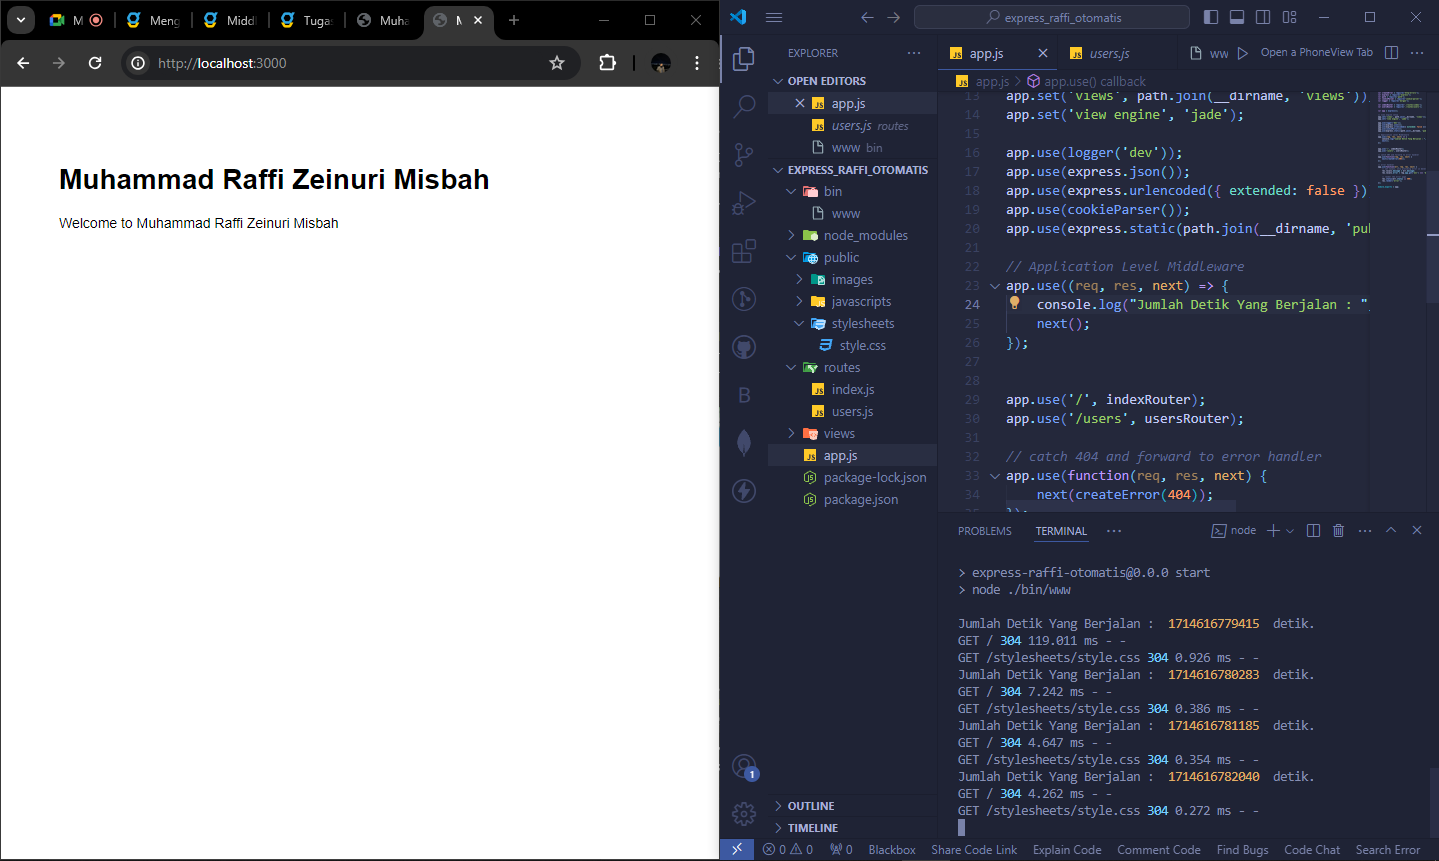 M
Meng
Middl
Tugas
Muha
M
http://localhost:3000
Muhammad Raffi Zeinuri Misbah
Welcome to Muhammad Raffi Zeinuri Misbah
express_raffi_otomatis
EXPLORER
OPEN EDITORS
app.js
users.js routes
www bin
EXPRESS_RAFFI_OTOMATIS
bin
www
node_modules
public
images
javascripts
stylesheets
style.css
routes
index.js
users.js
views
app.js
package-lock.json
package.json
OUTLINE
TIMELINE
app.js
users.js
ww
Open a PhoneView Tab
app.js > app.use() callback
13 app.set('views', path.join(__dirname, 'views'))
14 app.set('view engine', 'jade');
15
16 app.use(logger('dev'));
17 app.use(express.json());
18 app.use(express.urlencoded({ extended: false })
19 app.use(cookieParser());
20 app.use(express.static(path.join(__dirname, 'pu
21
22 // Application Level Middleware
23 app.use((req, res, next) => {
24 console.log("Jumlah Detik Yang Berjalan : "
25 next();
26 });
27
28
29 app.use('/', indexRouter);
30 app.use('/users', usersRouter);
31
32 // catch 404 and forward to error handler
33 app.use(function(req, res, next) {
34 next(createError(404));
PROBLEMS
TERMINAL
node
> express-raffi-otomatis@0.0.0 start
> node ./bin/www
Jumlah Detik Yang Berjalan : 1714616779415 detik.
GET / 304 119.011 ms - -
GET /stylesheets/style.css 304 0.926 ms - -
Jumlah Detik Yang Berjalan : 1714616780283 detik.
GET / 304 7.242 ms - -
GET /stylesheets/style.css 304 0.386 ms - -
Jumlah Detik Yang Berjalan : 1714616781185 detik.
GET / 304 4.647 ms - -
GET /stylesheets/style.css 304 0.354 ms - -
Jumlah Detik Yang Berjalan : 1714616782040 detik.
GET / 304 4.262 ms - -
GET /stylesheets/style.css 304 0.272 ms - -
1
0 0 0 Blackbox Share Code Link Explain Code Comment Code Find Bugs Code Chat Search Error